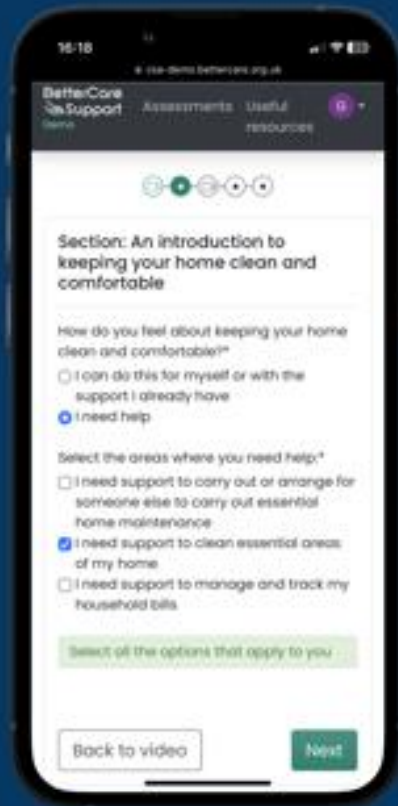 16:18
BetterCare
Support
Demo
Assessments
Useful
resources
G
Section: An introduction to
keeping your home clean and
comfortable
How do you feel about keeping your home
clean and comfortable?*
I can do this for myself or with the
support I already have
I need help
Select the areas where you need help:*
I need support to carry out or arrange for
someone else to carry out essential
home maintenance
I need support to clean essential areas
of my home
I need support to manage and track my
household bills
Select all the options that apply to you
Back to video
Next